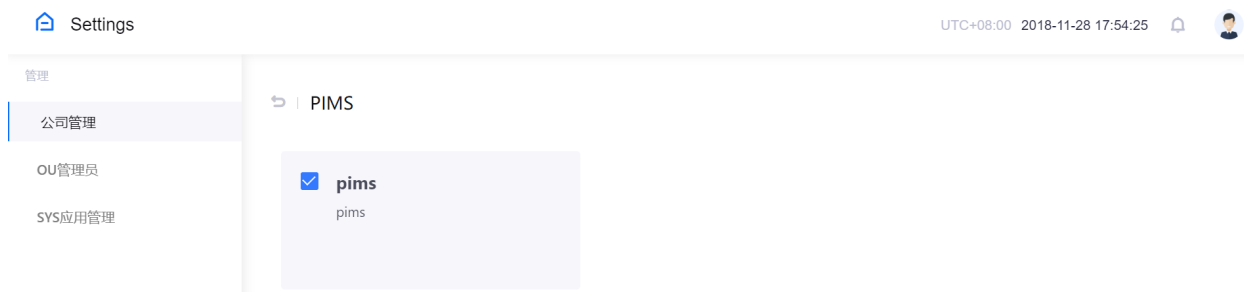 Settings
UTC+08:00 2018-11-28 17:54:25
管理
公司管理
OU管理员
SYS应用管理
PIMS
pims
pims